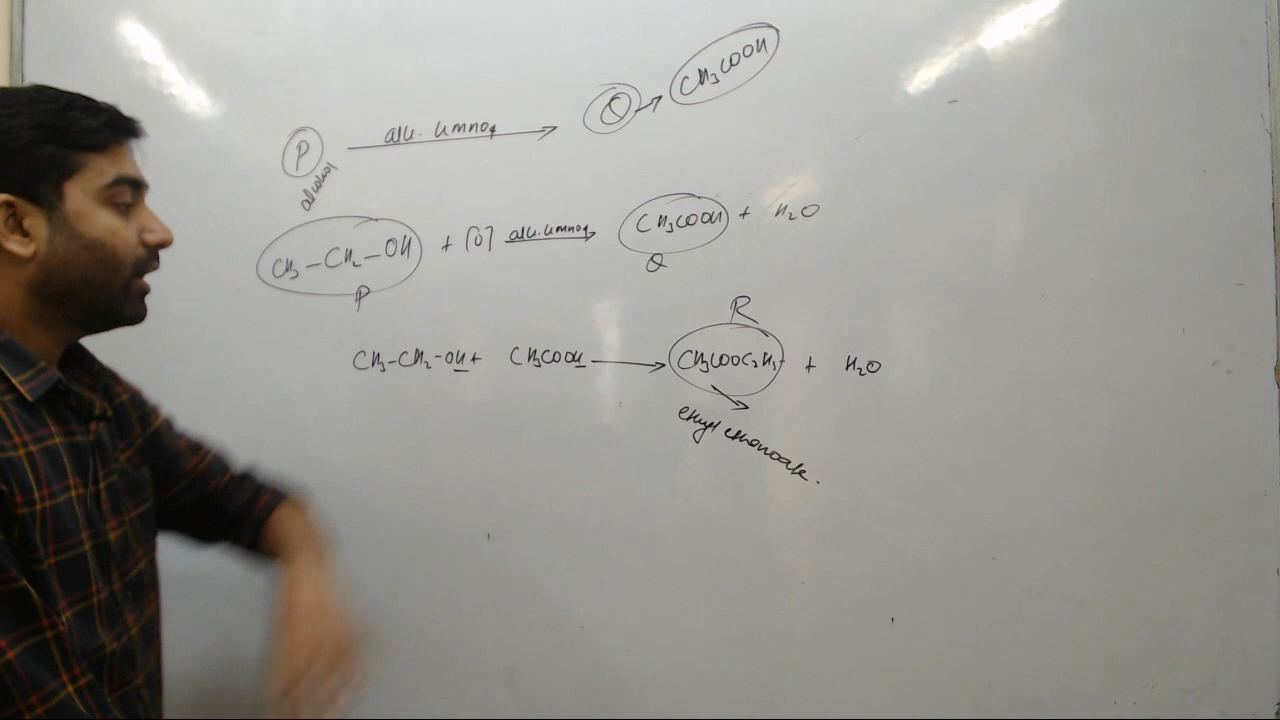 P alk. KMnO4 → Q → CH3COOH
alcohol
CH3-CH2-OH + [O] alk. KMnO4 → CH3COOH + H2O
P Q
R
CH3-CH2-OH + CH3COOH → CH3COOC2H5 + H2O
ethyl ethanoate.